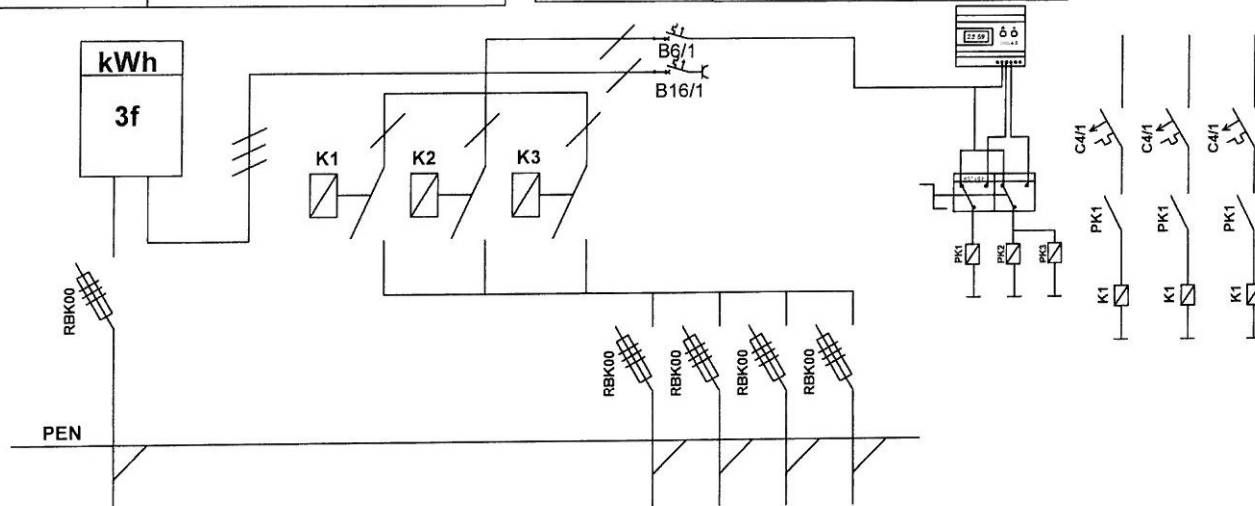 kWh
3f
B6/1
B16/1
22 59
K1
K2
K3
C4/1
C4/1
C4/1
PK1
PK1
PK1
PK1
PK2
PK3
K1
K1
K1
RBK00
RBK00
RBK00
RBK00
RBK00
PEN